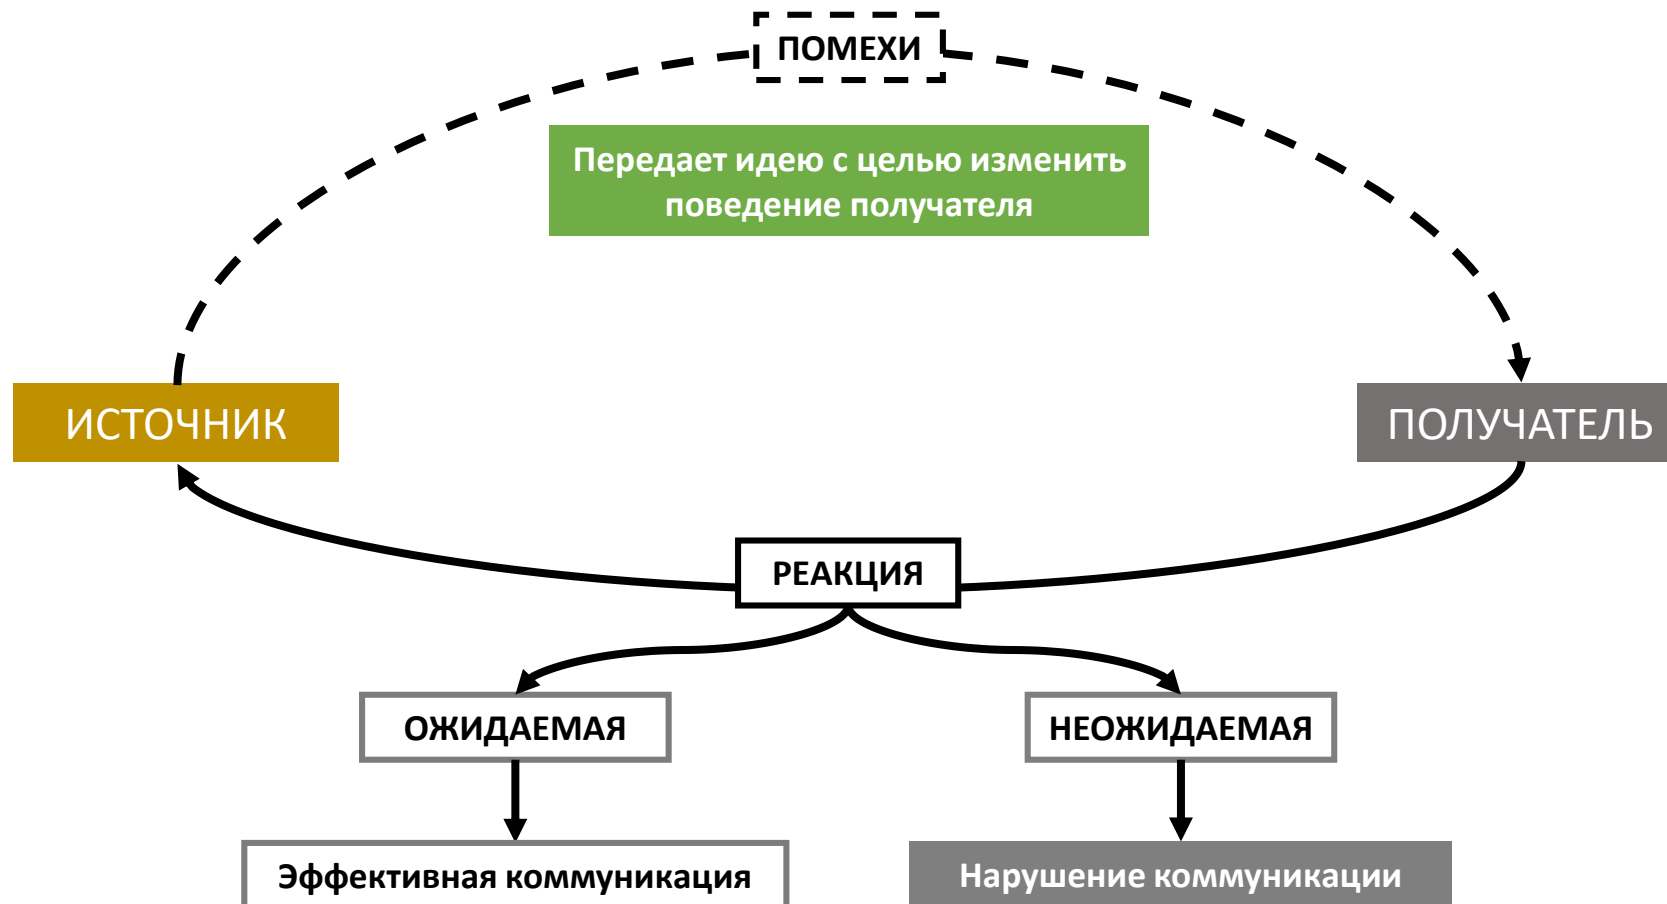 ПОМЕХИ
Передает идею с целью изменить
поведение получателя
ИСТОЧНИК
ПОЛУЧАТЕЛЬ
РЕАКЦИЯ
ОЖИДАЕМАЯ
НЕОЖИДАЕМАЯ
Эффективная коммуникация
Нарушение коммуникации